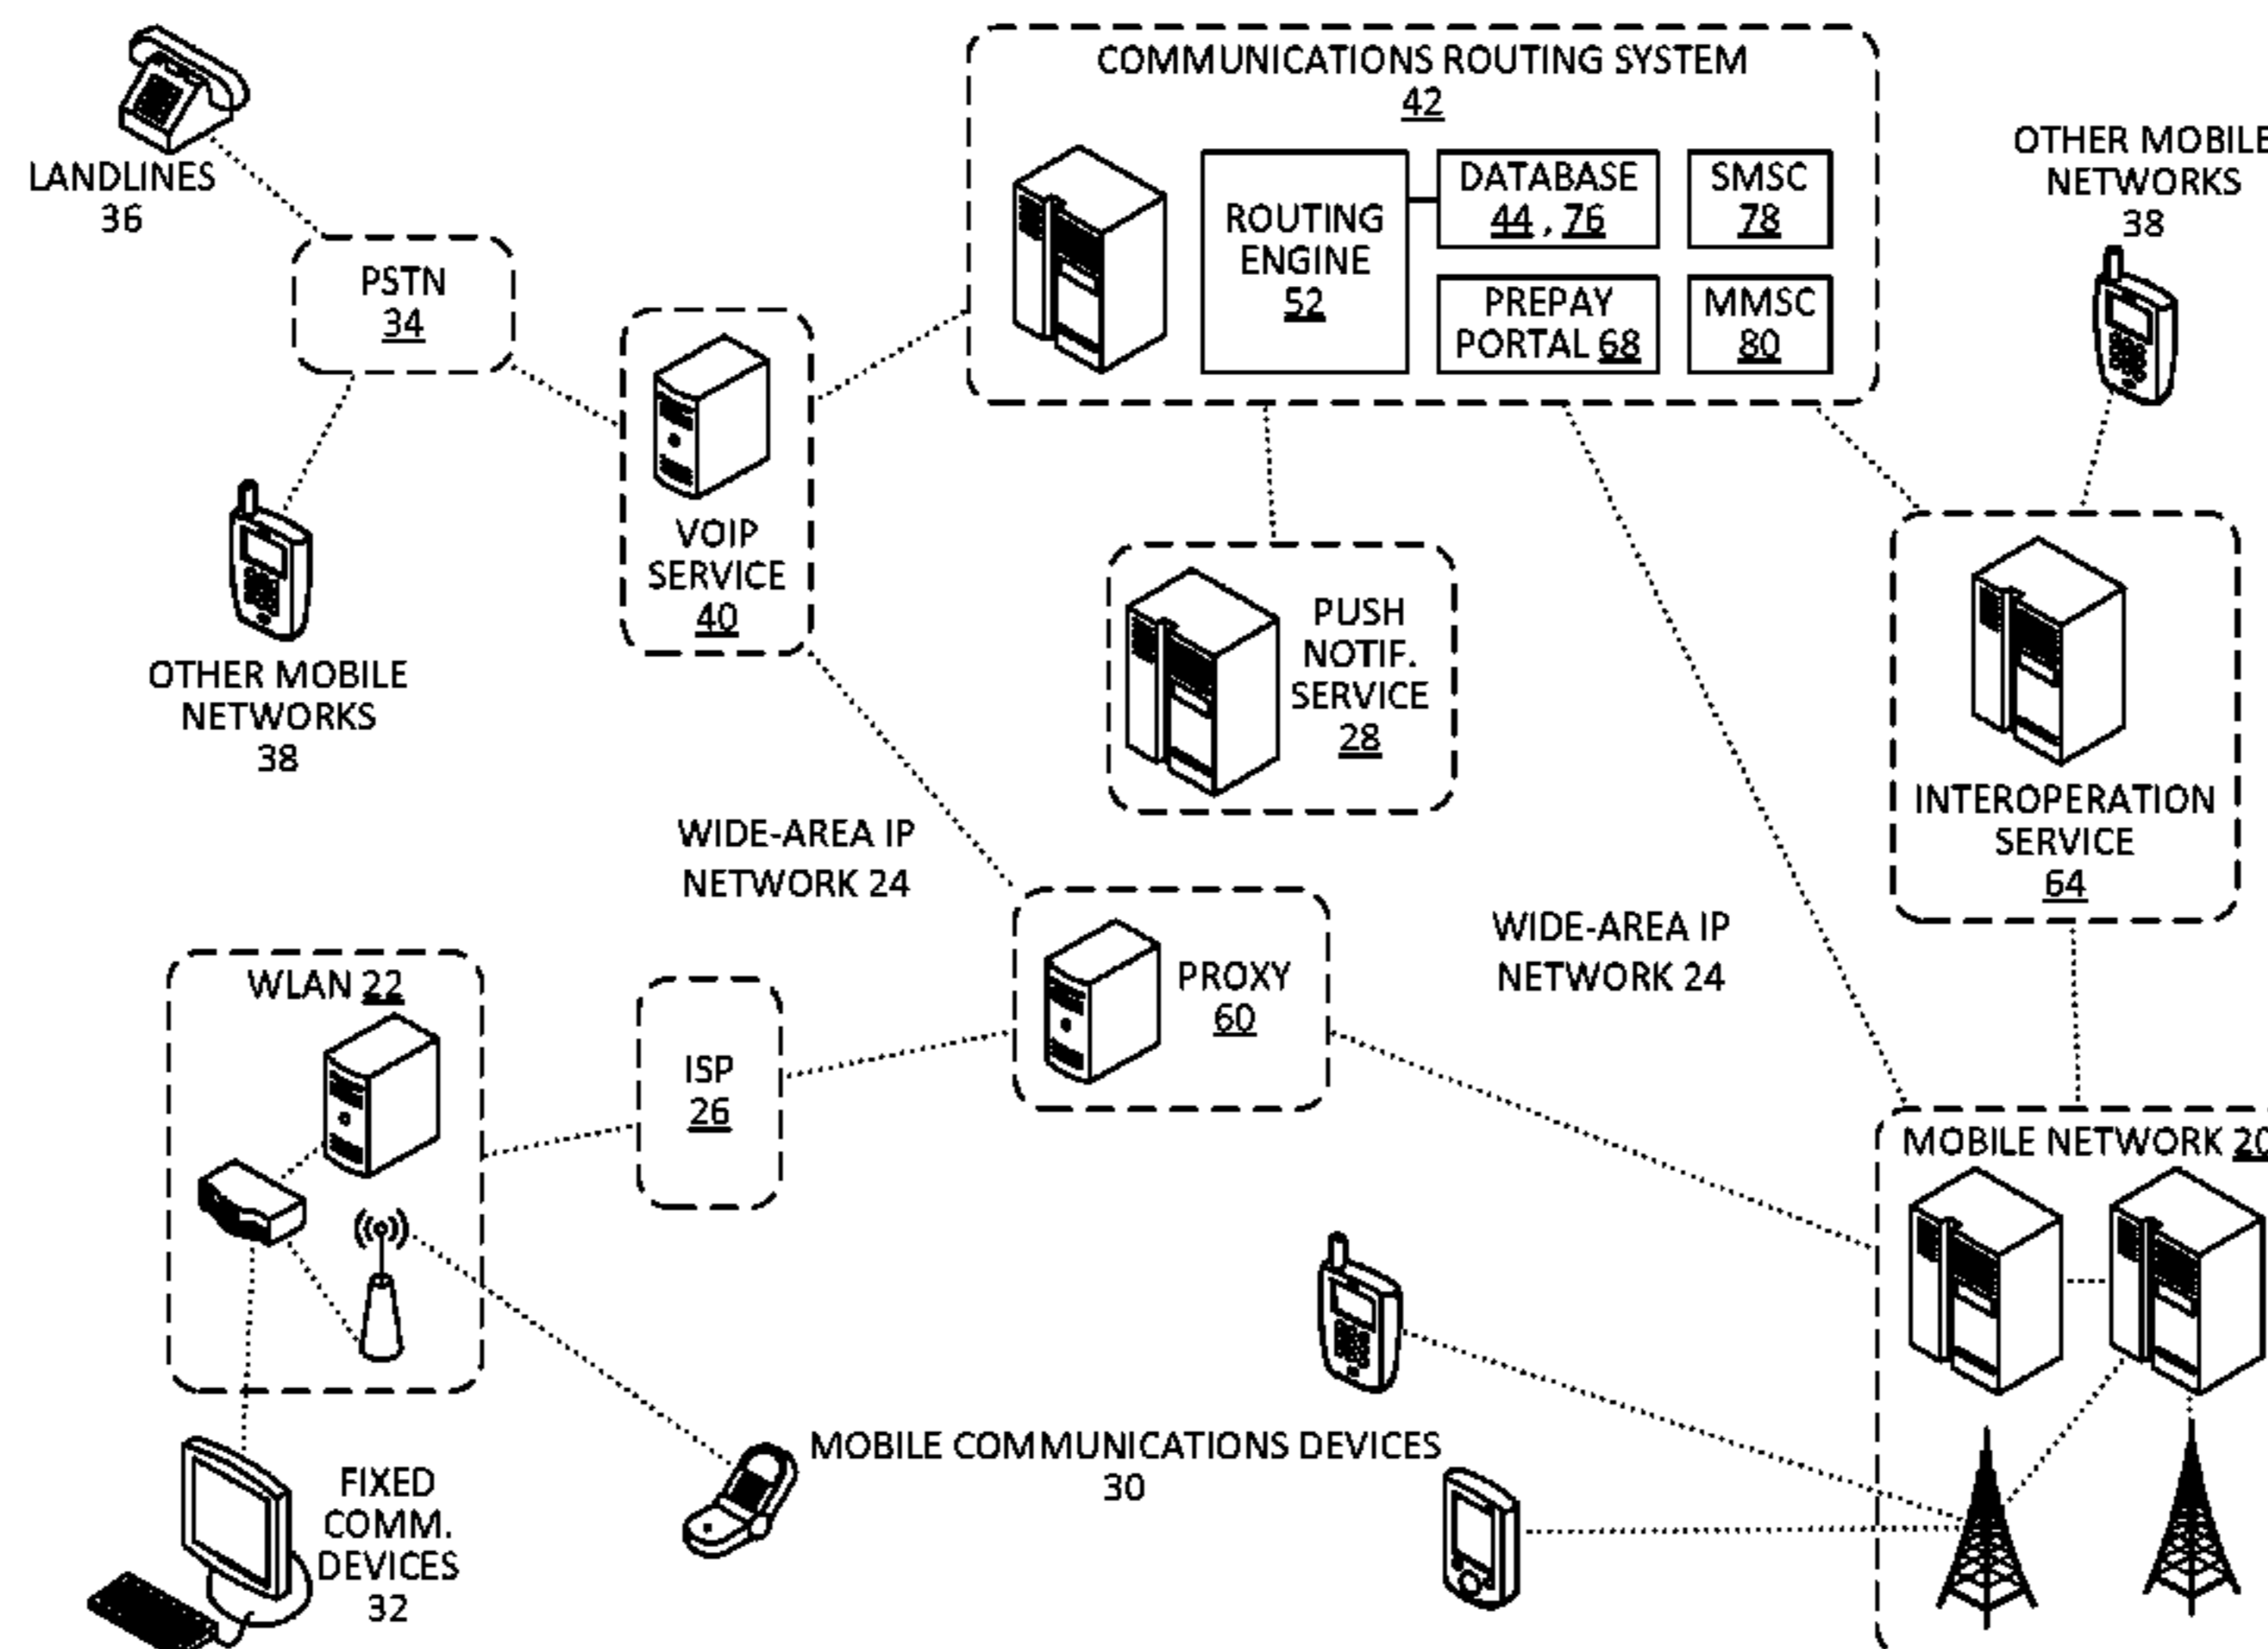 COMMUNICATIONS ROUTING SYSTEM
42
ROUTING
ENGINE
52
DATABASE
44 , 76
SMSC
78
PREPAY
PORTAL 68
MMSC
80
OTHER MOBILE
NETWORKS
38
LANDLINES
36
PSTN
34
VOIP
SERVICE
40
OTHER MOBILE
NETWORKS
38
PUSH
NOTIF.
SERVICE
28
INTEROPERATION
SERVICE
64
WIDE-AREA IP
NETWORK 24
WIDE-AREA IP
NETWORK 24
WLAN 22
ISP
26
PROXY
60
MOBILE NETWORK 20
MOBILE COMMUNICATIONS DEVICES
30
FIXED
COMM.
DEVICES
32